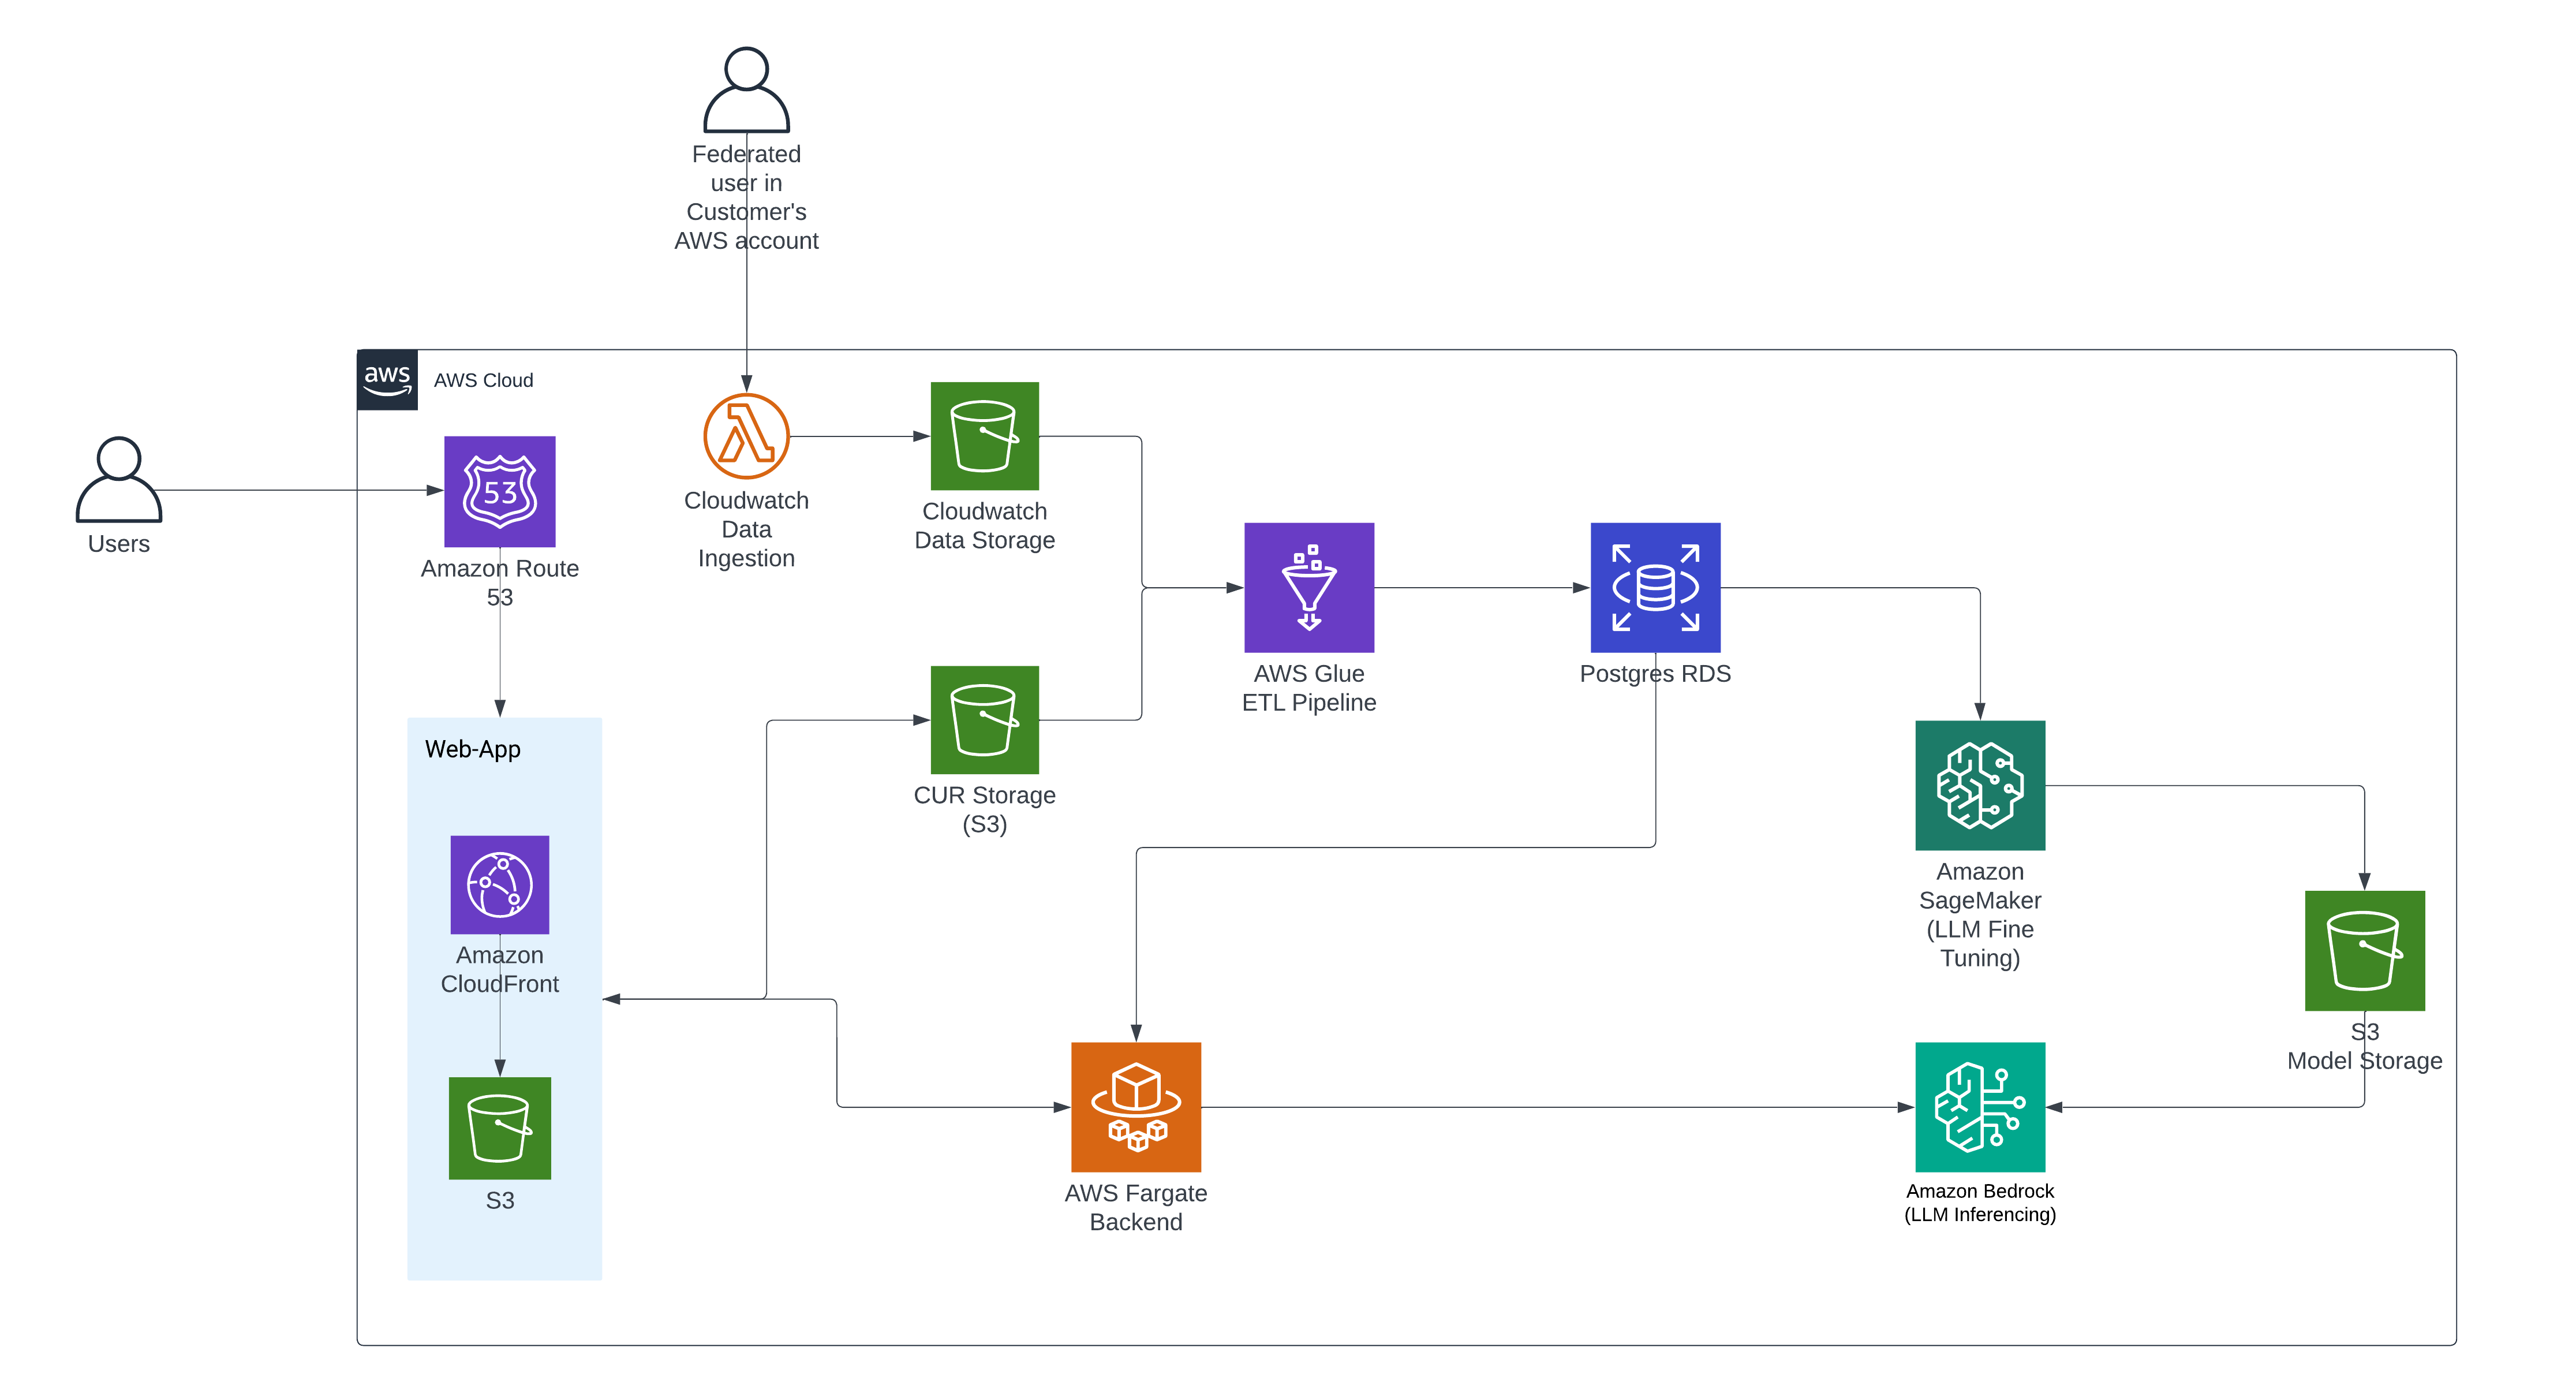 Federated
user in
Customer's
AWS account
aws
AWS Cloud
Users
53
Amazon Route
53
Cloudwatch
Data
Ingestion
Cloudwatch
Data Storage
AWS Glue
ETL Pipeline
Postgres RDS
Web-App
CUR Storage
(S3)
Amazon
CloudFront
S3
Amazon
SageMaker
(LLM Fine
Tuning)
S3
Model Storage
AWS Fargate
Backend
Amazon Bedrock
(LLM Inferencing)